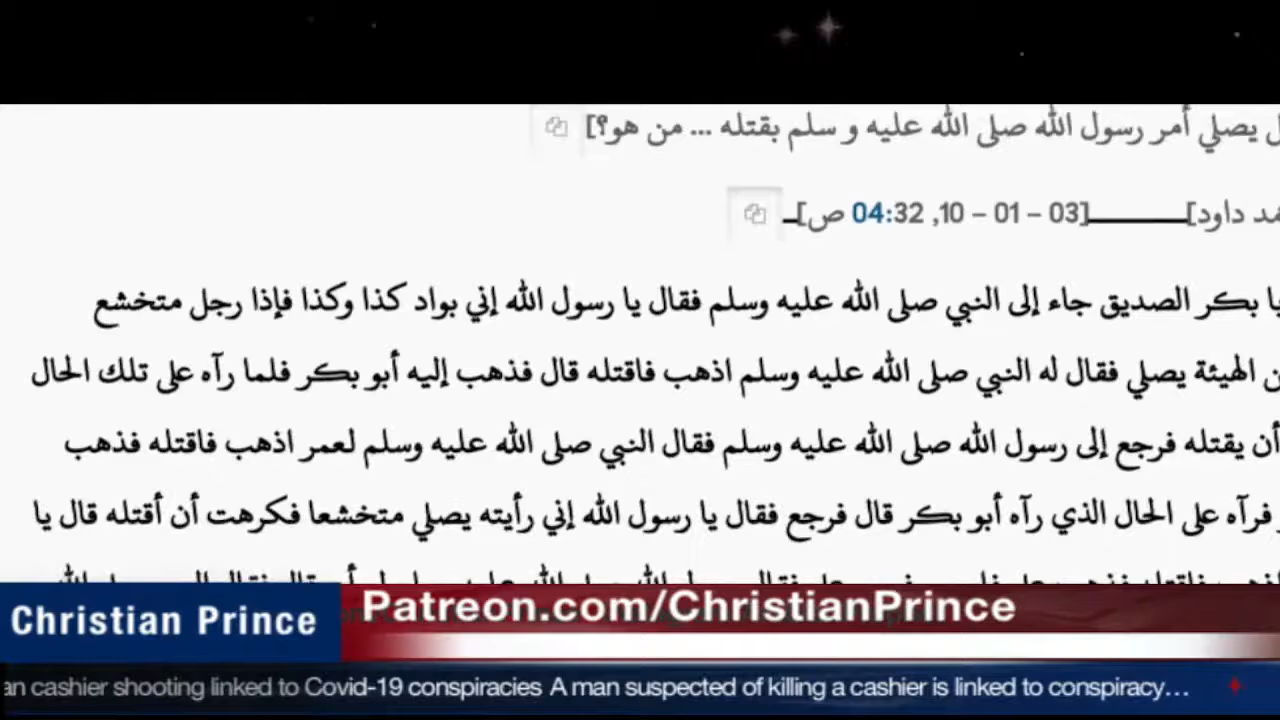 يصلي أمر رسول الله صلى الله عليه و سلم بقتله ... من هو؟]
داود]ــــــــ[03 - 01 - 10, 04:32 ص]ـ
بكر الصديق جاء إلى النبي صلى الله عليه وسلم فقال يا رسول الله إني بواد كذا وكذا فإذا رجل متخشع
الهيئة يصلي فقال له النبي صلى الله عليه وسلم اذهب فاقتله قال فذهب إليه أبو بكر فلما رآه على تلك الحال
أن يقتله فرجع إلى رسول الله صلى الله عليه وسلم فقال النبي صلى الله عليه وسلم لعمر اذهب فاقتله فذهب
فرآه على الحال الذي رآه أبو بكر قال فرجع فقال يا رسول الله إني رأيته يصلي متخشعا فكرهت أن أقتله قال يا
Christian Prince
Patreon.com/ChristianPrince
an cashier shooting linked to Covid-19 conspiracies A man suspected of killing a cashier is linked to conspiracy...